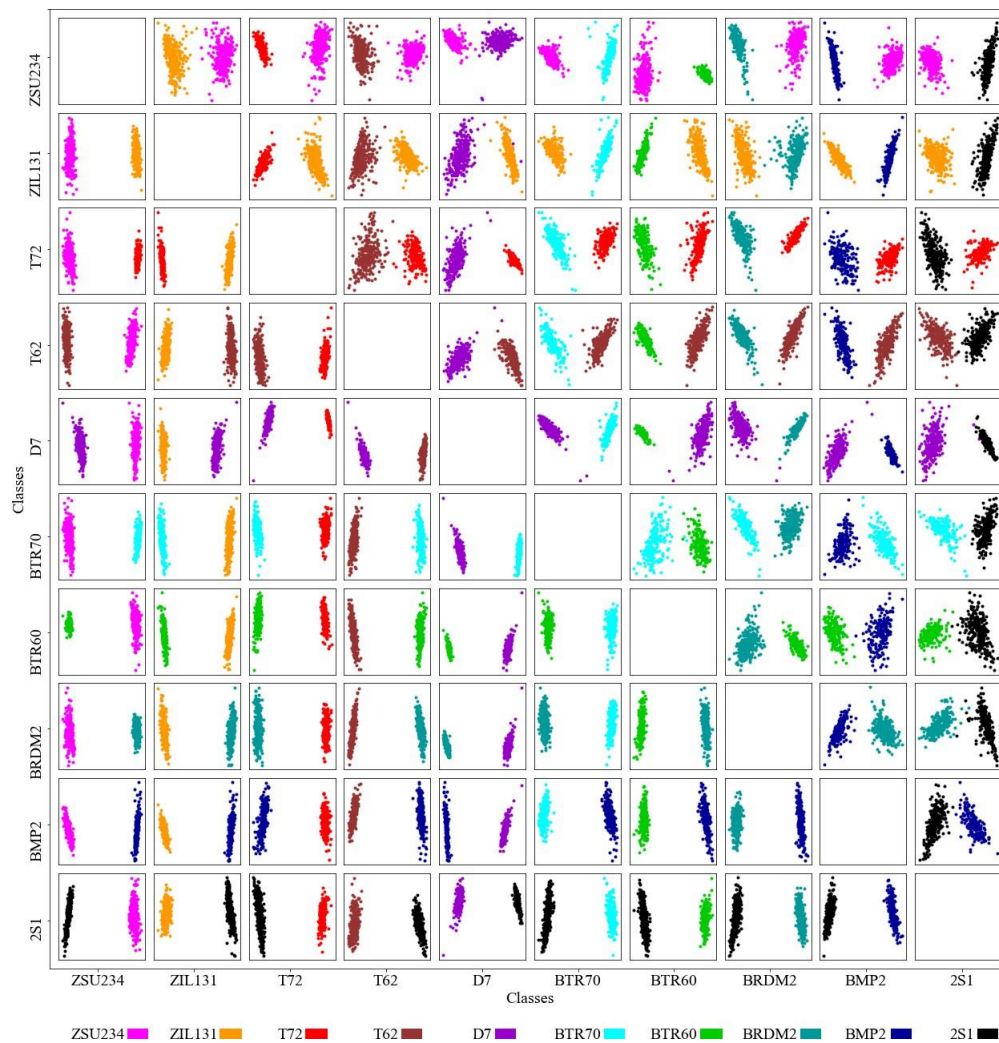 ZSU234
ZIL131
T72
T62
D7
BTR70
BTR60
BRDM2
BMP2
2S1
Classes
ZSU234 ZIL131 T72 T62 D7 BTR70 BTR60 BRDM2 BMP2 2S1
Classes
ZSU234 ZIL131 T72 T62 D7 BTR70 BTR60 BRDM2 BMP2 2S1